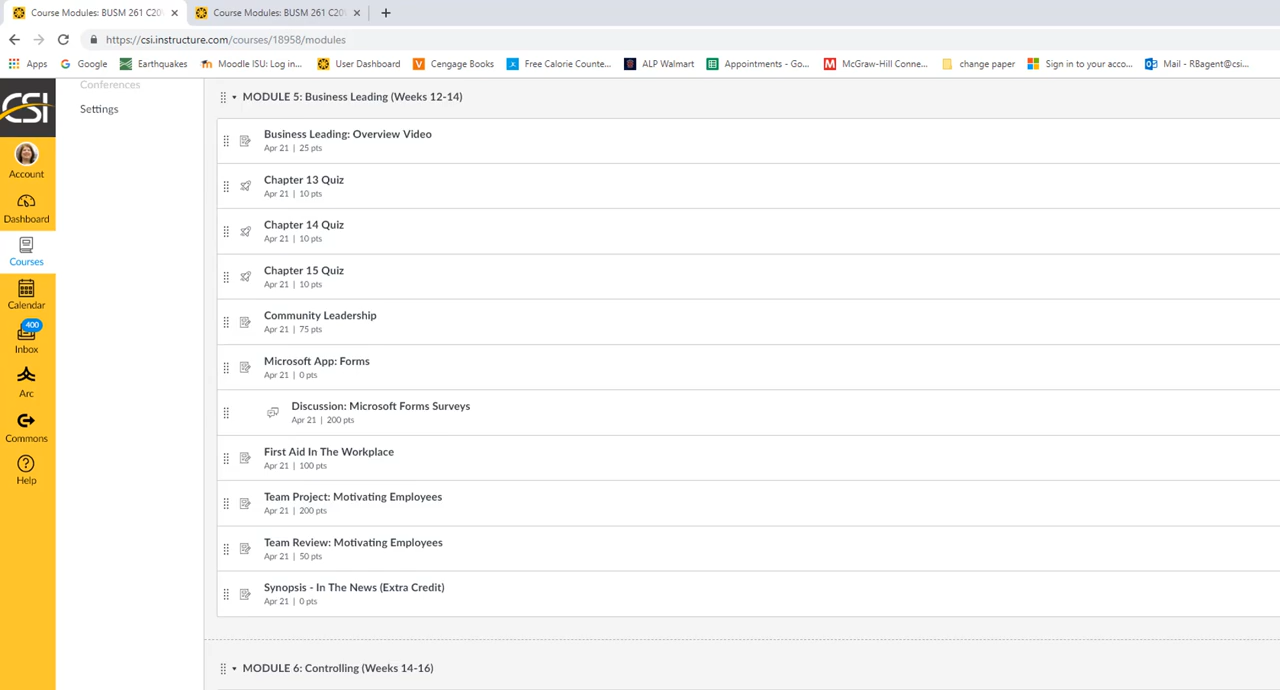 Course Modules: BUSM 261 C20
Course Modules: BUSM 261 C20
https://csi.instructure.com/courses/18958/modules
Apps
Google
Earthquakes
Moodle ISU: Log in...
User Dashboard
Cengage Books
Free Calorie Counte...
ALP Walmart
Appointments - Go...
McGraw-Hill Conne...
change paper
Sign in to your acco...
Mail - RBagent@csi...
CSI
Account
Dashboard
Courses
Calendar
400
Inbox
Arc
Commons
Help
Conferences
Settings
MODULE 5: Business Leading (Weeks 12-14)
Business Leading: Overview Video
Apr 21 | 25 pts
Chapter 13 Quiz
Apr 21 | 10 pts
Chapter 14 Quiz
Apr 21 | 10 pts
Chapter 15 Quiz
Apr 21 | 10 pts
Community Leadership
Apr 21 | 75 pts
Microsoft App: Forms
Apr 21 | 0 pts
Discussion: Microsoft Forms Surveys
Apr 21 | 200 pts
First Aid In The Workplace
Apr 21 | 100 pts
Team Project: Motivating Employees
Apr 21 | 200 pts
Team Review: Motivating Employees
Apr 21 | 50 pts
Synopsis - In The News (Extra Credit)
Apr 21 | 0 pts
MODULE 6: Controlling (Weeks 14-16)